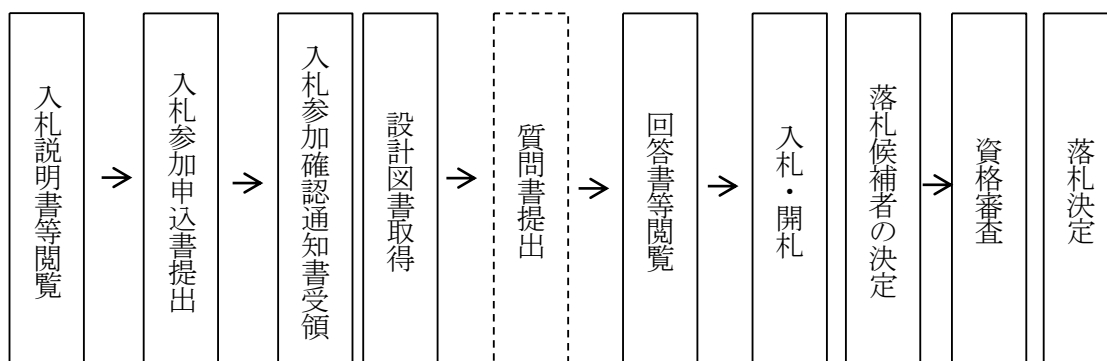 入札説明書等閲覧
入札参加申込書提出
入札参加確認通知書受領
設計図書取得
質問書提出
回答書等閲覧
入札・開札
落札候補者の決定
資格審査
落札決定